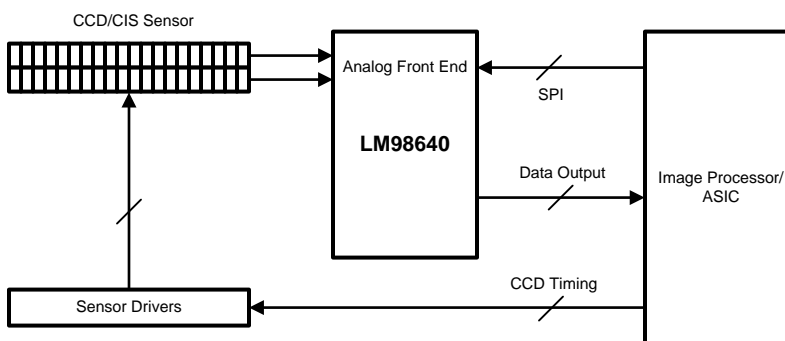 CCD/CIS Sensor
Analog Front End
LM98640
SPI
Data Output
Image Processor/
ASIC
CCD Timing
Sensor Drivers